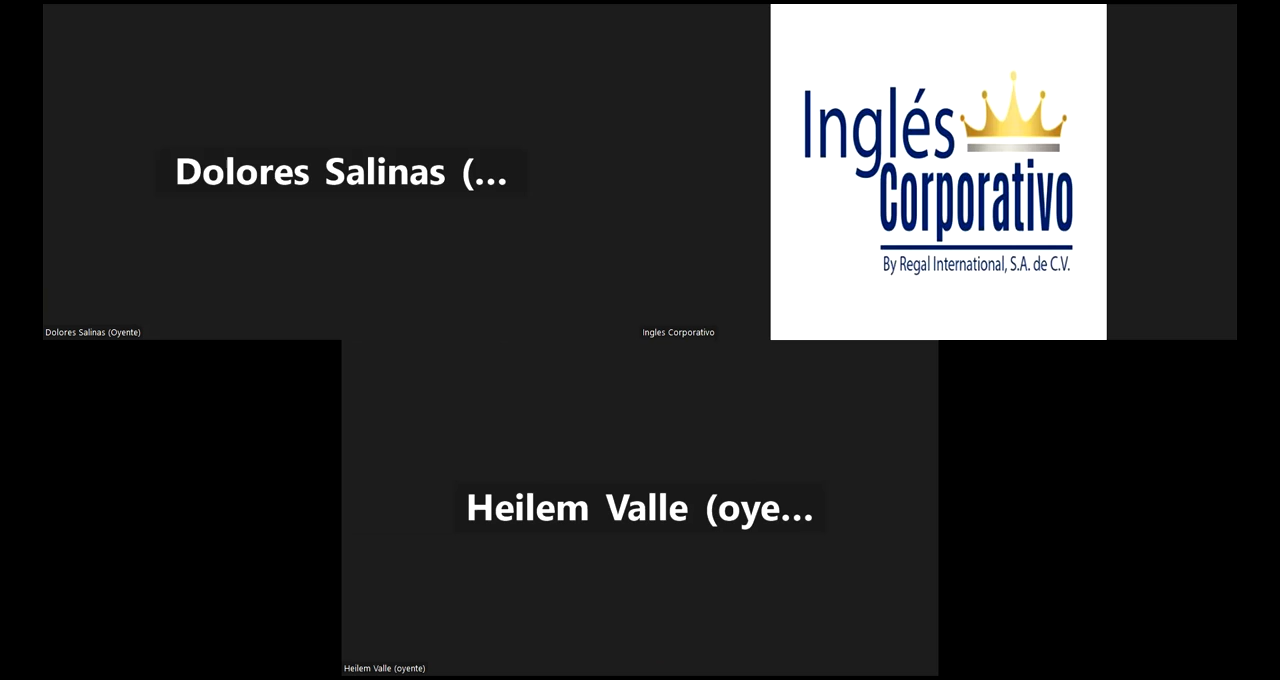 Dolores Salinas (...
Dolores Salinas (Oyente)
Inglés
Corporativo
By Regal International, S.A. de C.V.
Ingles Corporativo
Heilem Valle (oye...
Heilem Valle (oyente)